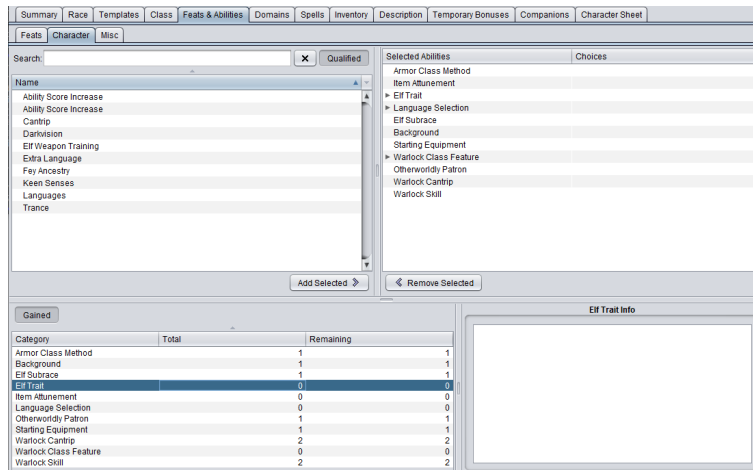 Summary Race Templates Class Feats & Abilities Domains Spells Inventory Description Temporary Bonuses Companions Character Sheet
Feats Character Misc
Search: Qualified
Name
Ability Score Increase
Ability Score Increase
Cantrip
Darkvision
Elf Weapon Training
Extra Language
Fey Ancestry
Keen Senses
Languages
Trance
Add Selected
Selected Abilities Choices
Armor Class Method
Item Attunement
Elf Trait
Language Selection
Elf Subrace
Background
Starting Equipment
Warlock Class Feature
Otherworldly Patron
Warlock Cantrip
Warlock Skill
Remove Selected
Gained
Category Total Remaining
Armor Class Method 1 1
Background 1 1
Elf Subrace 1 1
Elf Trait 0 0
Item Attunement 0 0
Language Selection 0 0
Otherworldly Patron 1 1
Starting Equipment 1 1
Warlock Cantrip 2 2
Warlock Class Feature 0 0
Warlock Skill 2 2
Elf Trait Info